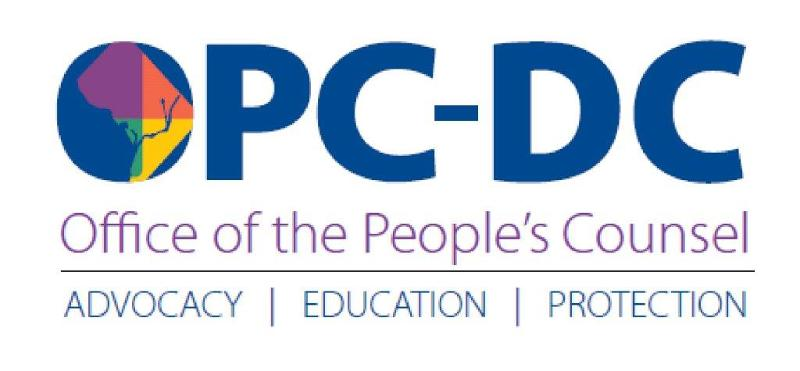 OPC-DC
Office of the People's Counsel
ADVOCACY | EDUCATION | PROTECTION